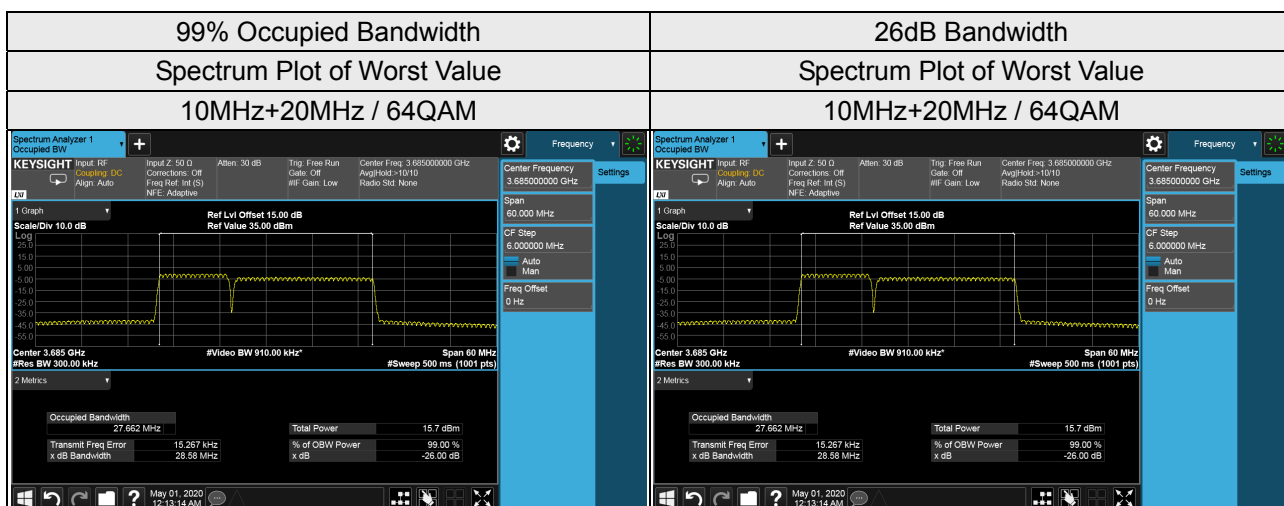 99% Occupied Bandwidth
26dB Bandwidth
Spectrum Plot of Worst Value
Spectrum Plot of Worst Value
10MHz+20MHz / 64QAM
10MHz+20MHz / 64QAM
Spectrum Analyzer 1
Occupied BW
+
Frequency
KEYSIGHT
LXI
Input: RF
Coupling: DC
Align: Auto
Input Z: 50 Ω
Corrections: Off
Freq Ref: Int (S)
NFE: Adaptive
Atten: 30 dB
Trig: Free Run
Gate: Off
#IF Gain: Low
Center Freq: 3.685000000 GHz
Avg|Hold:>10/10
Radio Std: None
Center Frequency
3.685000000 GHz
Settings
Span
60.000 MHz
CF Step
6.000000 MHz
Auto
Man
Freq Offset
0 Hz
1 Graph
Scale/Div 10.0 dB
Ref Lvl Offset 15.00 dB
Ref Value 35.00 dBm
Log
25.0
15.0
5.00
-5.00
-15.0
-25.0
-35.0
-45.0
-55.0
Center 3.685 GHz
#Res BW 300.00 kHz
#Video BW 910.00 kHz*
Span 60 MHz
#Sweep 500 ms (1001 pts)
2 Metrics
Occupied Bandwidth
27.662 MHz
Total Power 15.7 dBm
Transmit Freq Error 15.267 kHz
% of OBW Power 99.00 %
x dB Bandwidth 28.58 MHz
x dB -26.00 dB
?
May 01, 2020
12:13:14 AM
Spectrum Analyzer 1
Occupied BW
+
Frequency
KEYSIGHT
LXI
Input: RF
Coupling: DC
Align: Auto
Input Z: 50 Ω
Corrections: Off
Freq Ref: Int (S)
NFE: Adaptive
Atten: 30 dB
Trig: Free Run
Gate: Off
#IF Gain: Low
Center Freq: 3.685000000 GHz
Avg|Hold:>10/10
Radio Std: None
Center Frequency
3.685000000 GHz
Settings
Span
60.000 MHz
CF Step
6.000000 MHz
Auto
Man
Freq Offset
0 Hz
1 Graph
Scale/Div 10.0 dB
Ref Lvl Offset 15.00 dB
Ref Value 35.00 dBm
Log
25.0
15.0
5.00
-5.00
-15.0
-25.0
-35.0
-45.0
-55.0
Center 3.685 GHz
#Res BW 300.00 kHz
#Video BW 910.00 kHz*
Span 60 MHz
#Sweep 500 ms (1001 pts)
2 Metrics
Occupied Bandwidth
27.662 MHz
Total Power 15.7 dBm
Transmit Freq Error 15.267 kHz
% of OBW Power 99.00 %
x dB Bandwidth 28.58 MHz
x dB -26.00 dB
?
May 01, 2020
12:13:14 AM